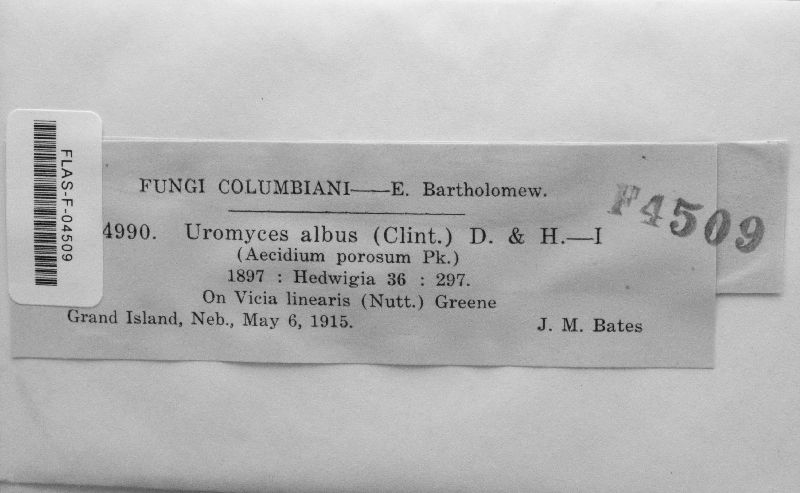 FUNGI COLUMBIANI——E. Bartholomew.
4990. Uromyces albus (Clint.) D. & H.—I
(Aecidium porosum Pk.)
1897 : Hedwigia 36 : 297.
On Vicia linearis (Nutt.) Greene
Grand Island, Neb., May 6, 1915. J. M. Bates
F4509
FLAS-F-04509